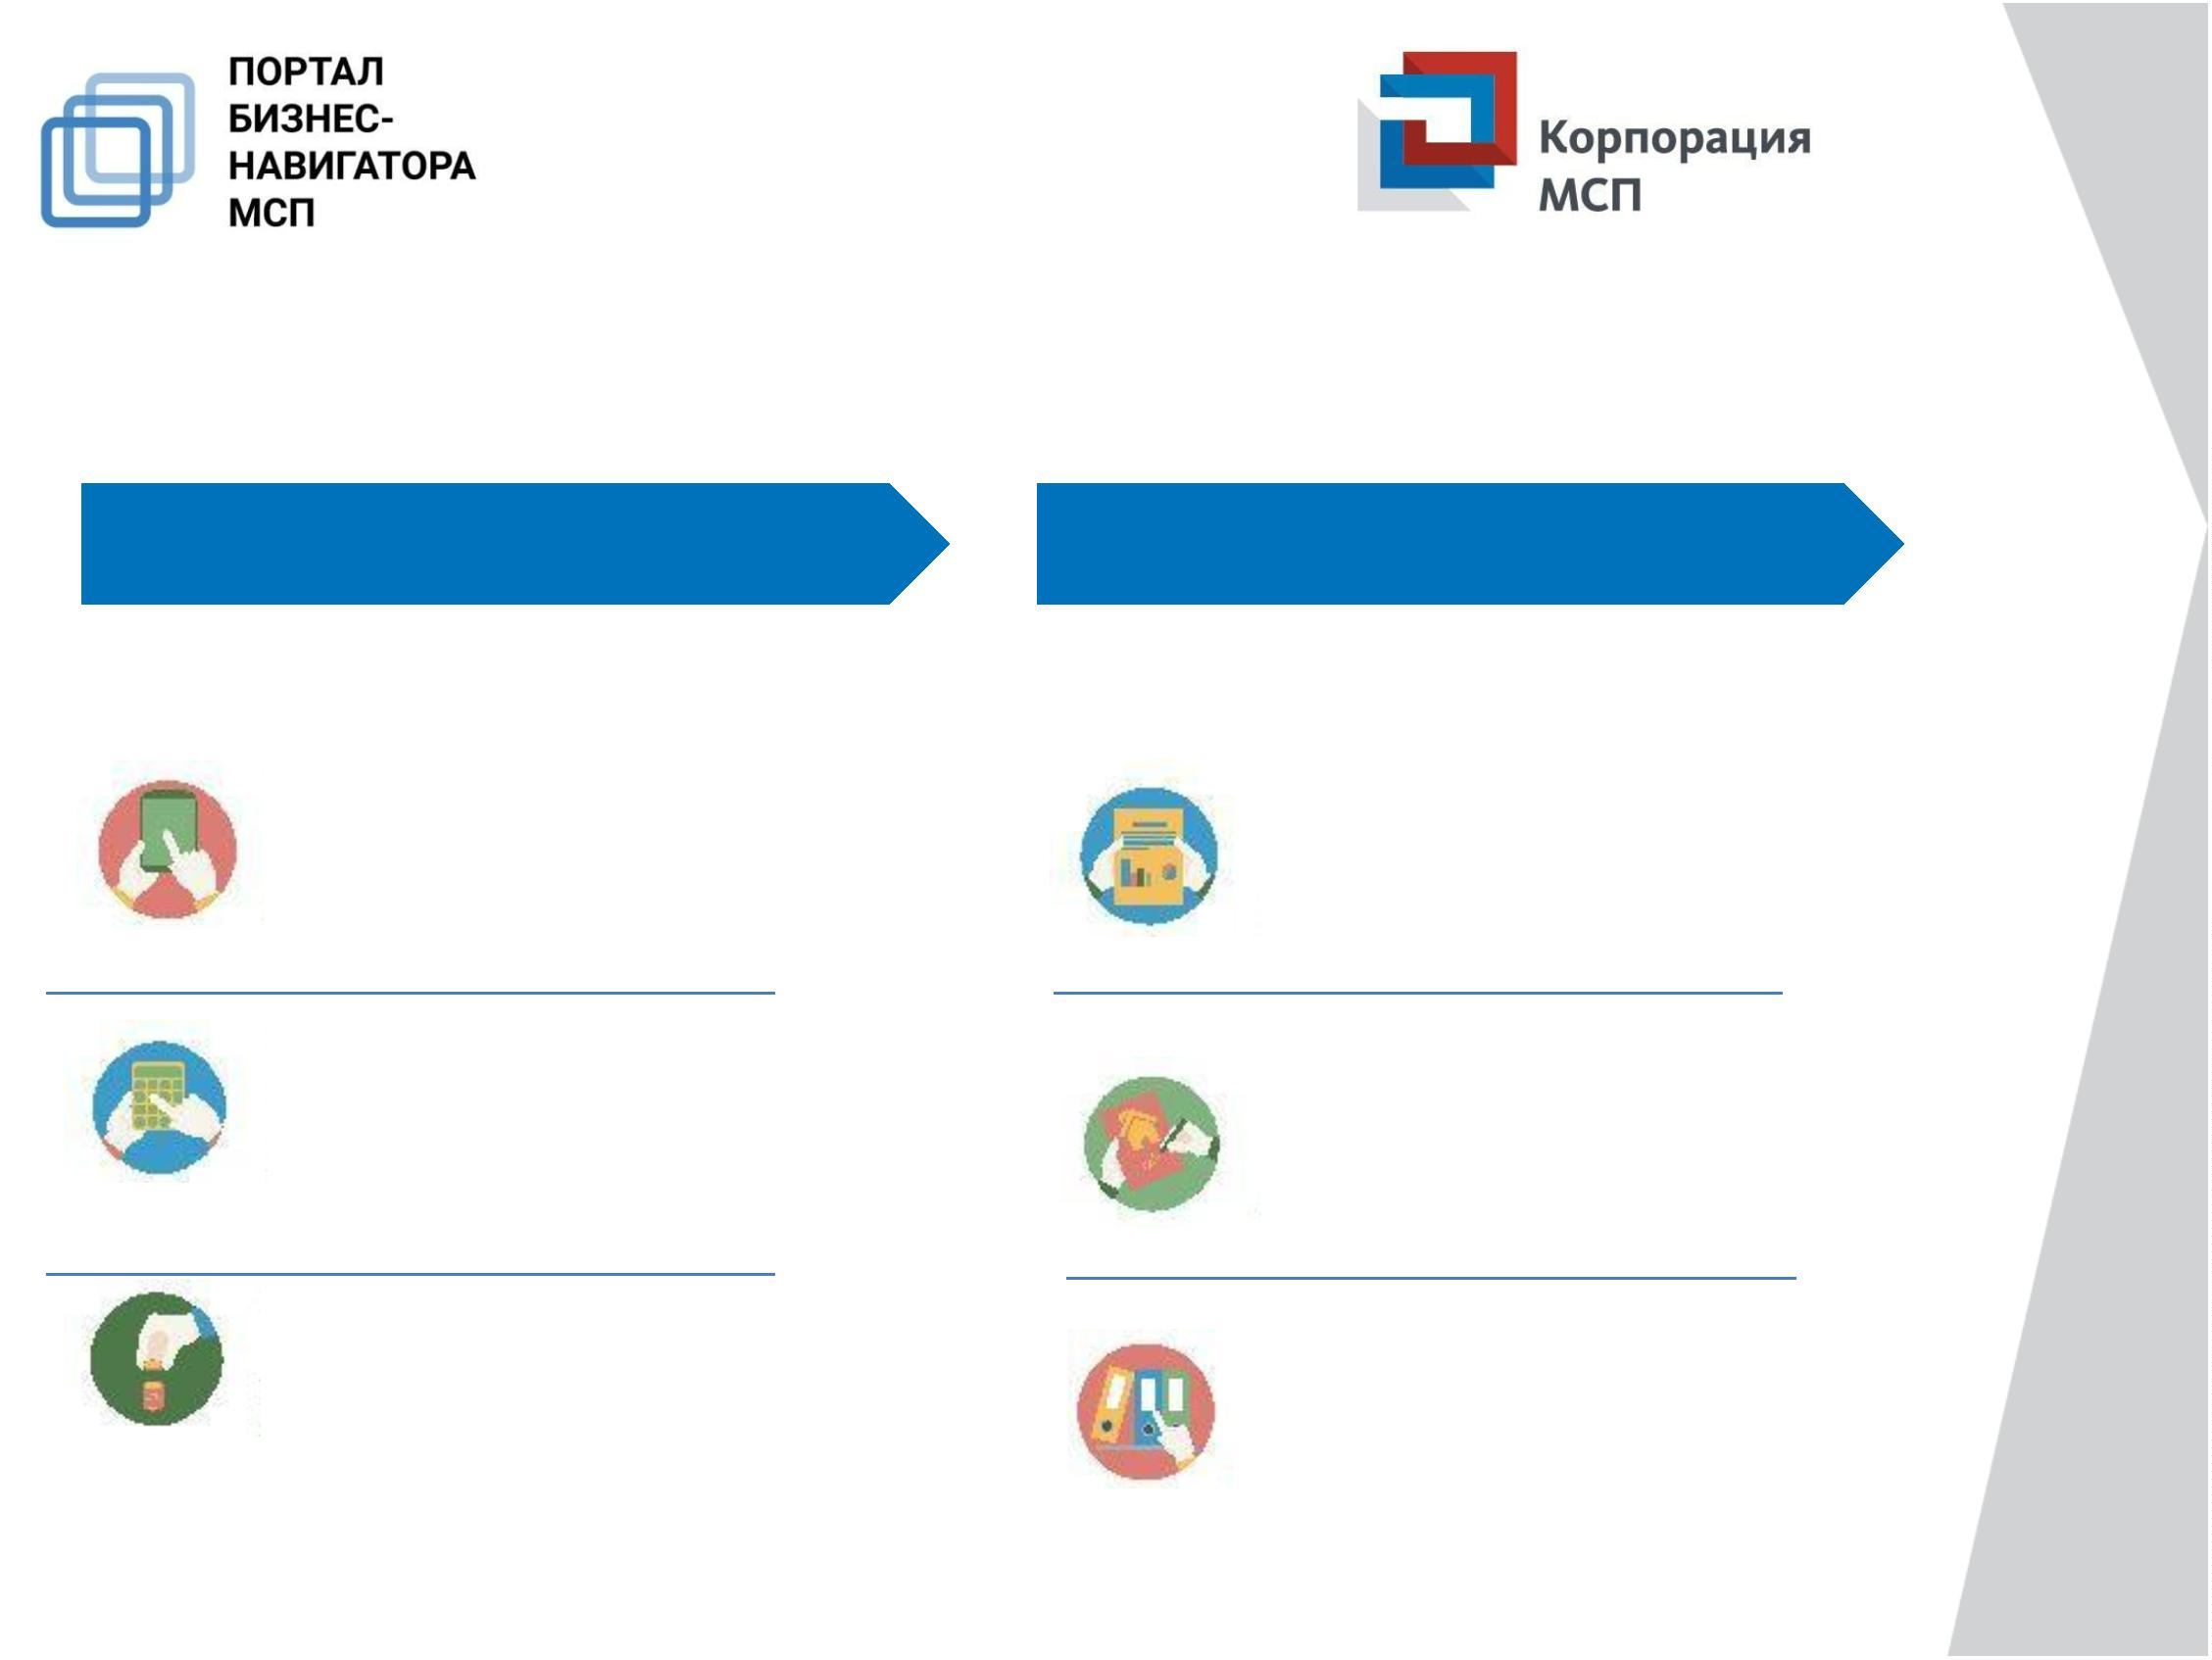 ПОРТАЛ
БИЗНЕС-
НАВИГАТОРА
МСП
Корпорация
МСП